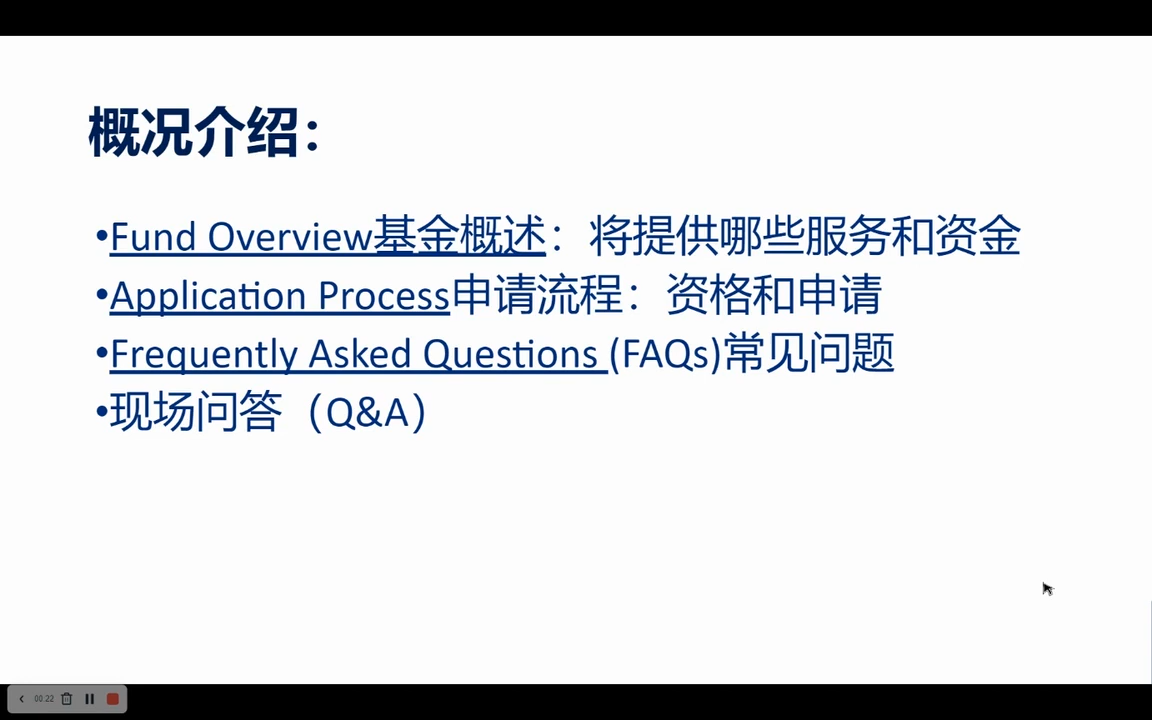 概况介绍：
•Fund Overview基金概述：将提供哪些服务和资金
•Application Process申请流程：资格和申请
•Frequently Asked Questions (FAQs)常见问题
•现场问答（Q&A）
00:22